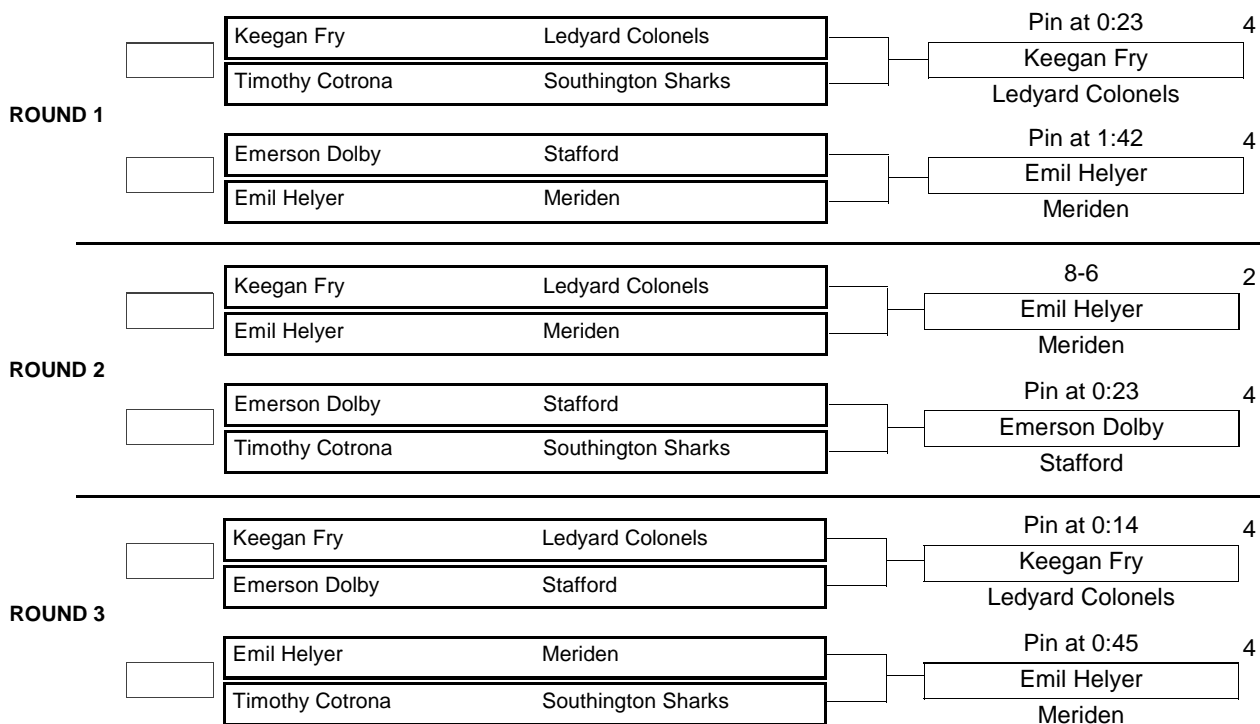 Pin at 0:23 4
Keegan Fry Ledyard Colonels
Keegan Fry
Timothy Cotrona Southington Sharks
Ledyard Colonels
ROUND 1
Pin at 1:42 4
Emerson Dolby Stafford
Emil Helyer
Emil Helyer Meriden
Meriden
8-6 2
Keegan Fry Ledyard Colonels
Emil Helyer
Emil Helyer Meriden
Meriden
ROUND 2
Pin at 0:23 4
Emerson Dolby Stafford
Emerson Dolby
Timothy Cotrona Southington Sharks
Stafford
Pin at 0:14 4
Keegan Fry Ledyard Colonels
Keegan Fry
Emerson Dolby Stafford
Ledyard Colonels
ROUND 3
Pin at 0:45 4
Emil Helyer Meriden
Emil Helyer
Timothy Cotrona Southington Sharks
Meriden